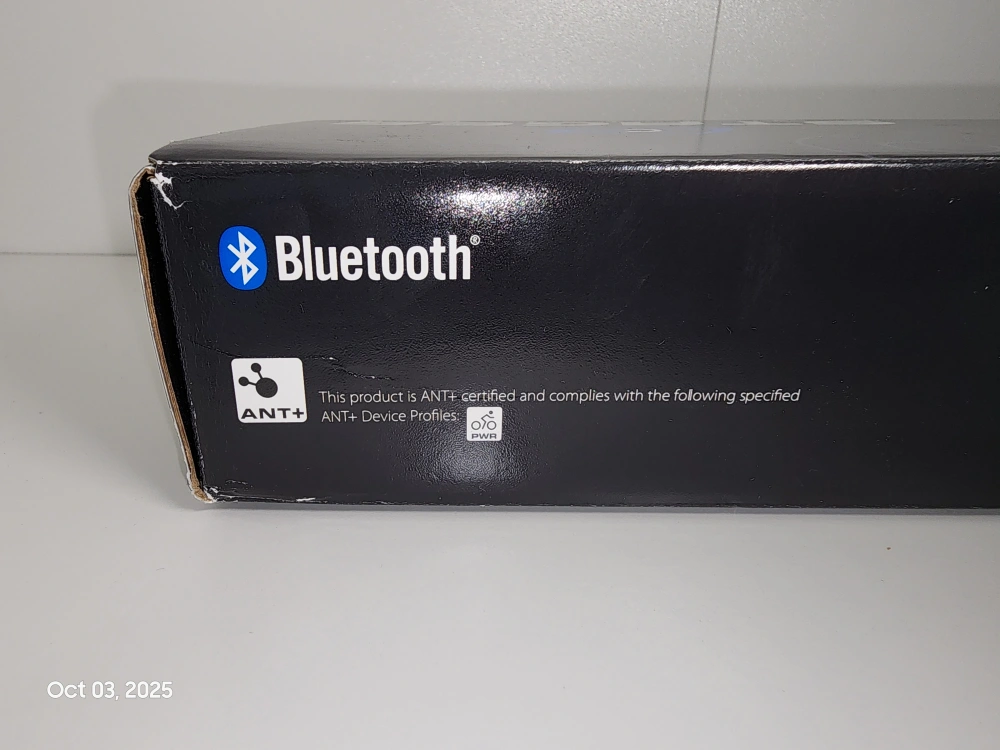 Bluetooth®
ANT+
This product is ANT+ certified and complies with the following specified
ANT+ Device Profiles:
PWR
Oct 03, 2025